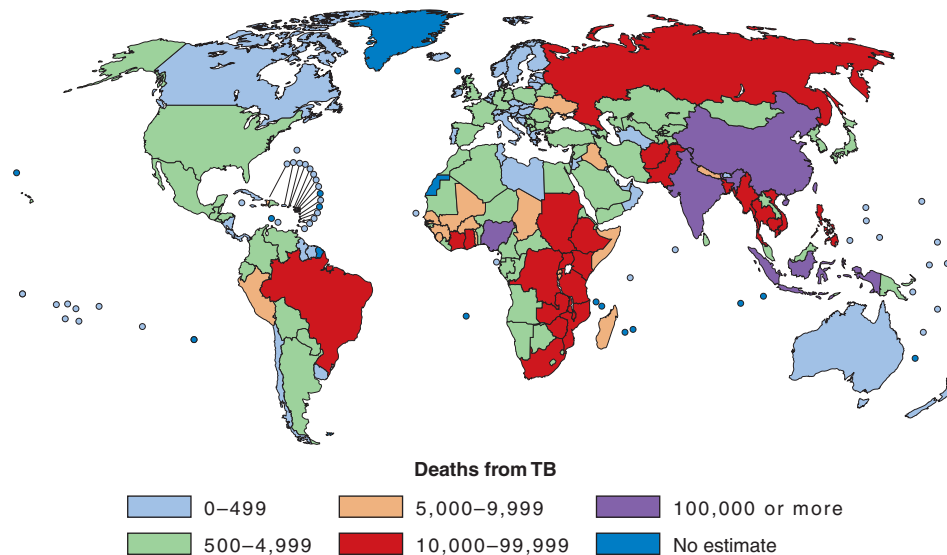 Deaths from TB
0–499
5,000–9,999
100,000 or more
500–4,999
10,000–99,999
No estimate